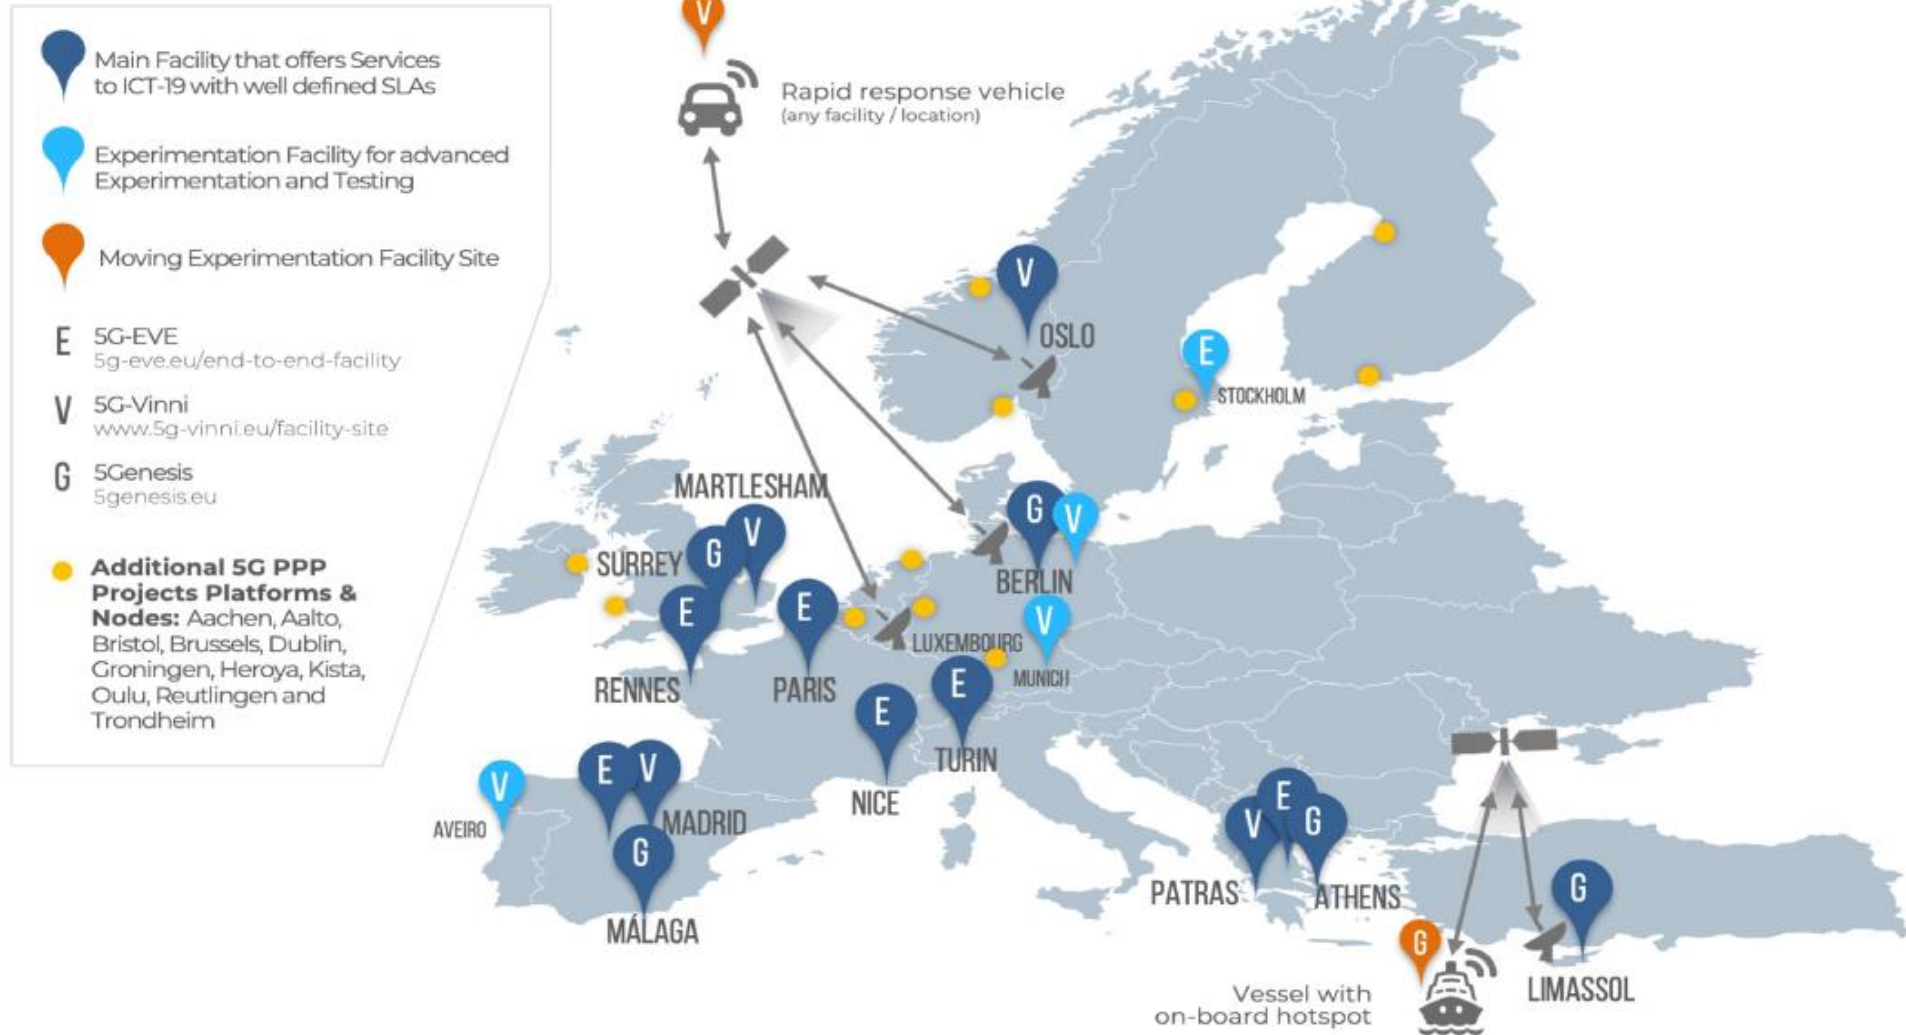 Main Facility that offers Services
to ICT-19 with well defined SLAs
Experimentation Facility for advanced
Experimentation and Testing
Moving Experimentation Facility Site
E 5G-EVE
5g-eve.eu/end-to-end-facility
V 5G-Vinni
www.5g-vinni.eu/facility-site
G 5Genesis
5genesis.eu
Additional 5G PPP
Projects Platforms &
Nodes: Aachen, Aalto,
Bristol, Brussels, Dublin,
Groningen, Heroya, Kista,
Oulu, Reutlingen and
Trondheim
V
Rapid response vehicle
(any facility / location)
V
OSLO
E
STOCKHOLM
MARTLESHAM
V
G
SURREY
G
V
BERLIN
E
RENNES
E
PARIS
LUXEMBOURG
V
MUNICH
E
NICE
E
TURIN
V
AVEIRO
E
V
MADRID
G
MÁLAGA
V
E
G
PATRAS
ATHENS
G
LIMASSOL
G
Vessel with
on-board hotspot